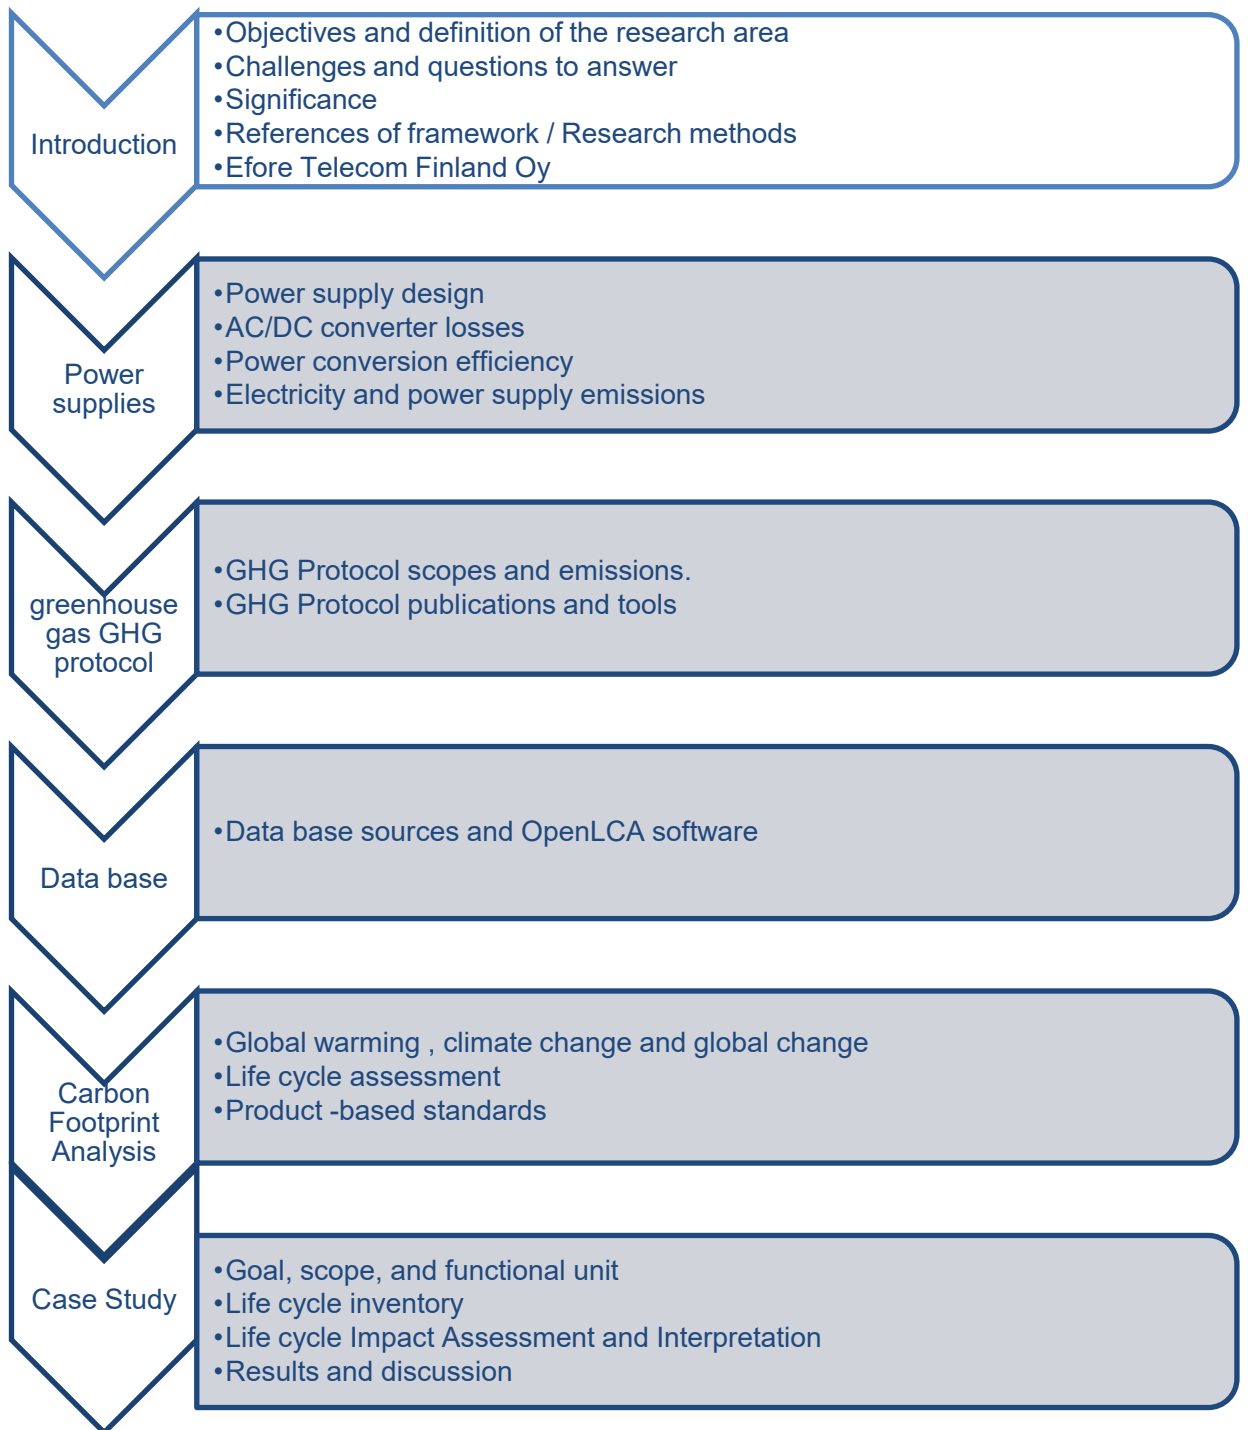 Introduction
•Objectives and definition of the research area
•Challenges and questions to answer
•Significance
•References of framework / Research methods
•Efore Telecom Finland Oy
Power
supplies
•Power supply design
•AC/DC converter losses
•Power conversion efficiency
•Electricity and power supply emissions
greenhouse
gas GHG
protocol
•GHG Protocol scopes and emissions.
•GHG Protocol publications and tools
Data base
•Data base sources and OpenLCA software
Carbon
Footprint
Analysis
•Global warming , climate change and global change
•Life cycle assessment
•Product -based standards
Case Study
•Goal, scope, and functional unit
•Life cycle inventory
•Life cycle Impact Assessment and Interpretation
•Results and discussion